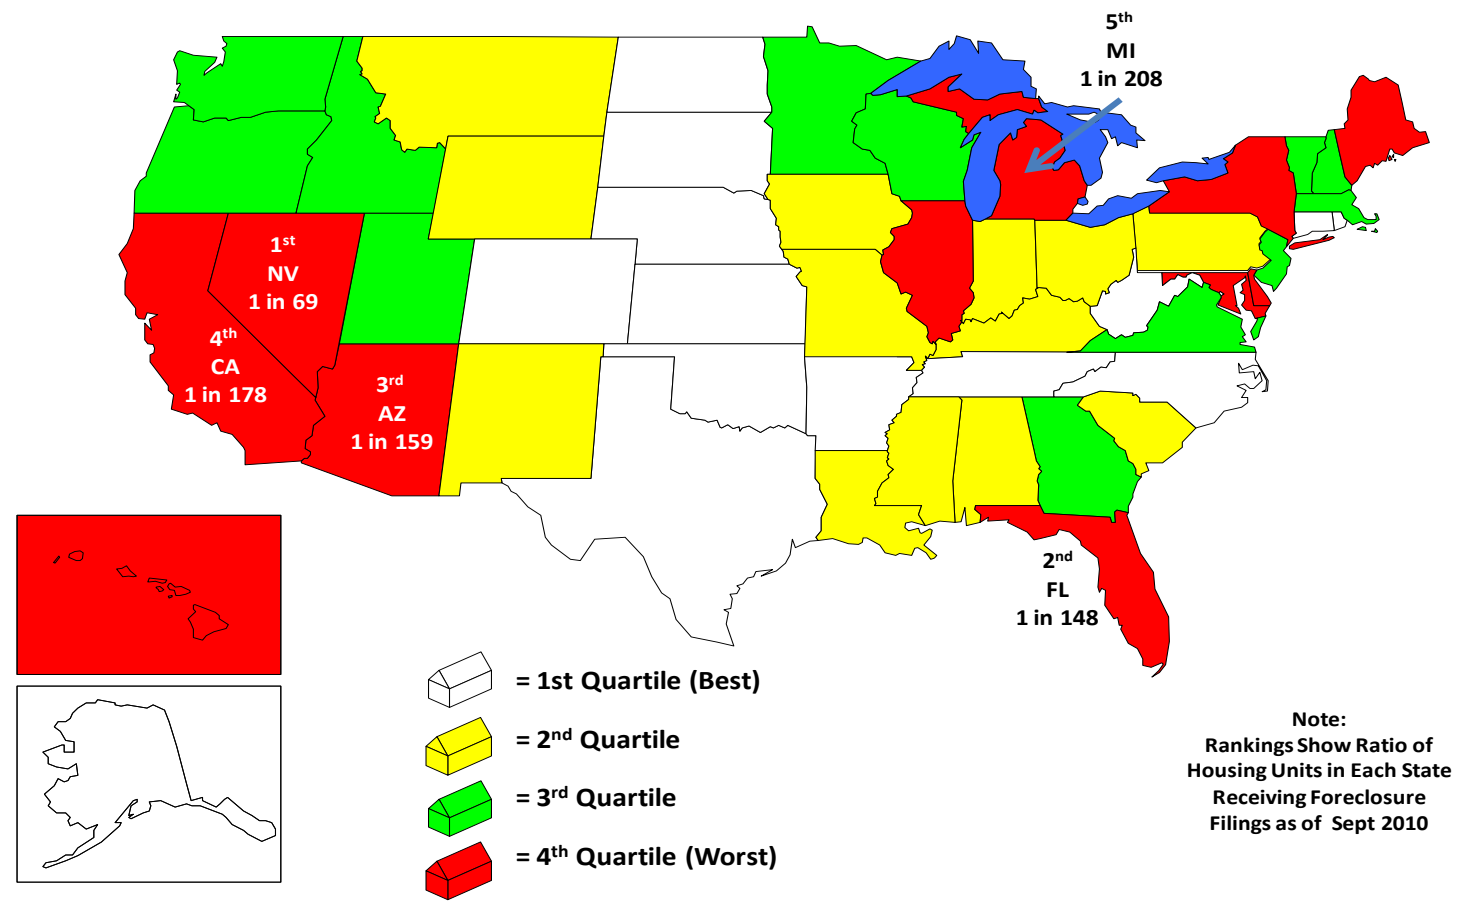 5th
MI
1 in 208
1st
NV
1 in 69
4th
CA
1 in 178
3rd
AZ
1 in 159
2nd
FL
1 in 148
= 1st Quartile (Best)
= 2nd Quartile
= 3rd Quartile
= 4th Quartile (Worst)
Note:
Rankings Show Ratio of
Housing Units in Each State
Receiving Foreclosure
Filings as of Sept 2010